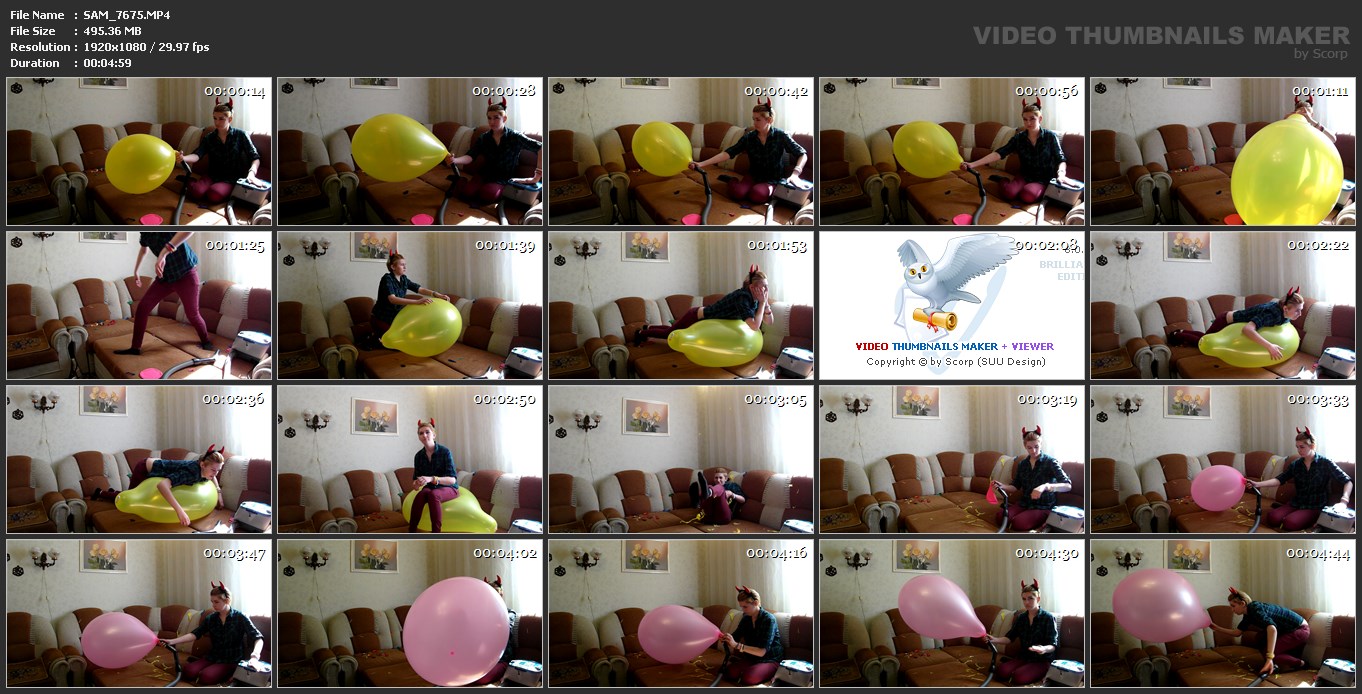 File Name : SAM_7675.MP4
File Size : 495.36 MB
Resolution : 1920x1080 / 29.97 fps
Duration : 00:04:59
VIDEO THUMBNAILS MAKER
by Scorp
00:00:14
00:00:28
00:00:42
00:00:56
00:01:11
00:01:25
00:01:39
00:01:53
00:02:08
BRILLIA
EDITI
VIDEO THUMBNAILS MAKER + VIEWER
Copyright © by Scorp (SUU Design)
00:02:22
00:02:36
00:02:50
00:03:05
00:03:19
00:03:33
00:03:47
00:04:02
00:04:16
00:04:30
00:04:44